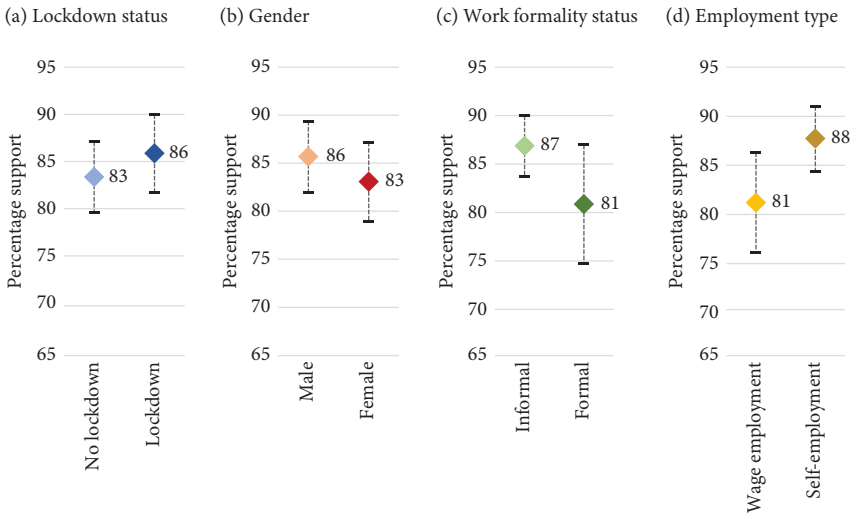 (a) Lockdown status
Percentage support
95
90
85
80
75
70
65
83
86
No lockdown
Lockdown
(b) Gender
Percentage support
95
90
85
80
75
70
65
86
83
Male
Female
(c) Work formality status
Percentage support
95
90
85
80
75
70
65
87
81
Informal
Formal
(d) Employment type
Percentage support
95
90
85
80
75
70
65
81
88
Wage employment
Self-employment